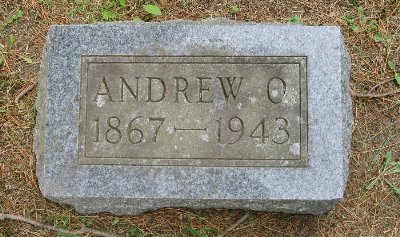 ANDREW O.
1867 — 1943